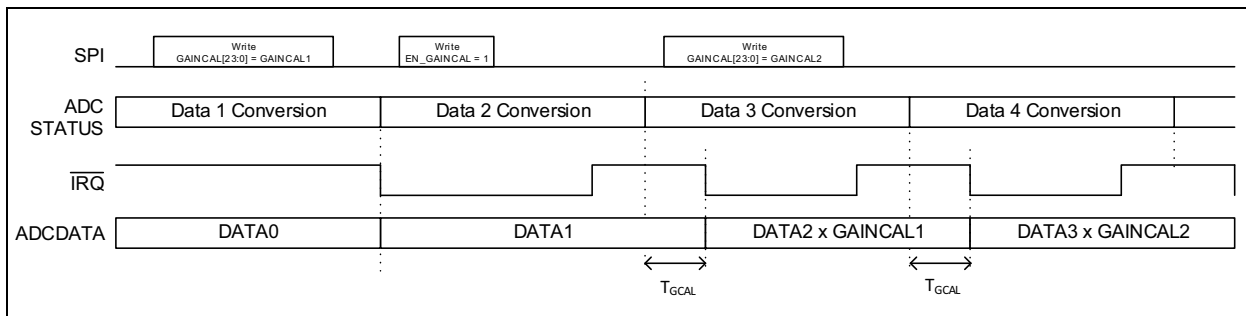 SPI
Write
GAINCAL[23:0] = GAINCAL1
Write
EN_GAINCAL = 1
Write
GAINCAL[23:0] = GAINCAL2
ADC
STATUS
Data 1 Conversion
Data 2 Conversion
Data 3 Conversion
Data 4 Conversion
IRQ
ADCDATA
DATA0
DATA1
DATA2 x GAINCAL1
DATA3 x GAINCAL2
TGCAL
TGCAL